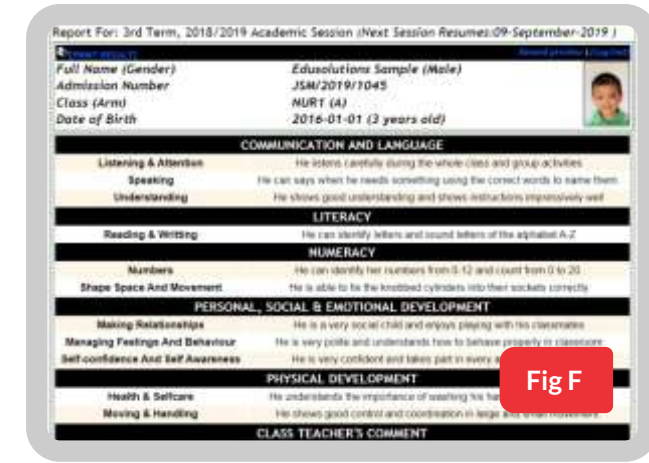 Report For: 3rd Term, 2018/2019 Academic Session (Next Session Resumes:09-September-2019 )
Full Name (Gender) Edusolutions Sample (Male)
Admission Number JSM/2019/1045
Class (Arm) NUR1 (A)
Date of Birth 2016-01-01 (3 years old)
COMMUNICATION AND LANGUAGE
Listening & Attention He listens carefully during the whole class and group activities
Speaking He can says when he needs something using the correct words to name them
Understanding He shows good understanding and shows instructions impressively well
LITERACY
Reading & Writting He can identify letters and sound letters of the alphabet A-Z
NUMERACY
Numbers He can identify her numbers from 0-12 and count from 0 to 20
Shape Space And Movement He is able to fix the knobbed cylinders into their sockets correctly
PERSONAL, SOCIAL & EMOTIONAL DEVELOPMENT
Making Relationships He is a very social child and enjoys playing with his classmates
Managing Feelings And Behaviour He is very polite and understands how to behave properly in classroom
Self-confidence And Self Awareness He is very confident and takes part in every
PHYSICAL DEVELOPMENT
Fig F
Health & Selfcare He understands the importance of washing his
Moving & Handling He shows good control and coordination in large and small movement
CLASS TEACHER'S COMMENT